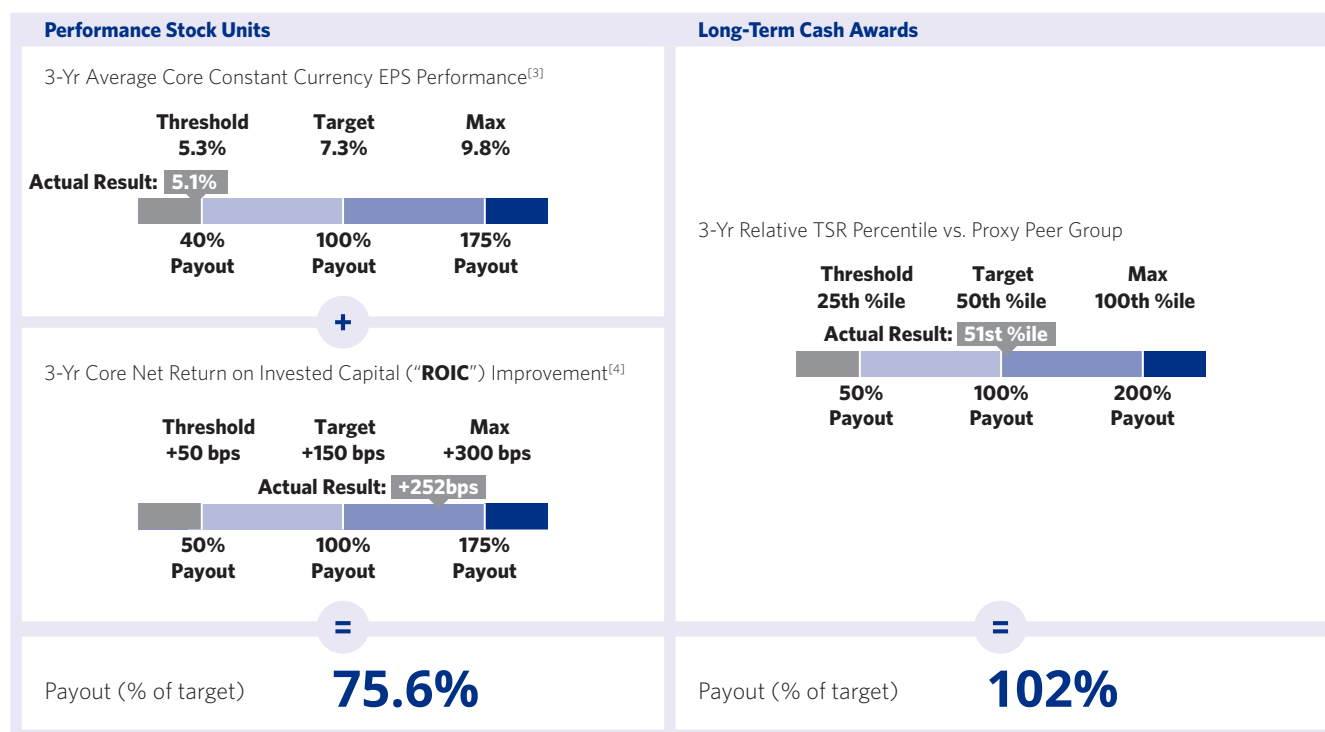 Performance Stock Units
3-Yr Average Core Constant Currency EPS Performance[3]
Threshold Target Max
5.3% 7.3% 9.8%
Actual Result: 5.1%
40% 100% 175%
Payout Payout Payout
+
3-Yr Core Net Return on Invested Capital (“ROIC”) Improvement[4]
Threshold Target Max
+50 bps +150 bps +300 bps
Actual Result: +252bps
50% 100% 175%
Payout Payout Payout
=
Payout (% of target) 75.6%
Long-Term Cash Awards
3-Yr Relative TSR Percentile vs. Proxy Peer Group
Threshold Target Max
25th %ile 50th %ile 100th %ile
Actual Result: 51st %ile
50% 100% 200%
Payout Payout Payout
=
Payout (% of target) 102%